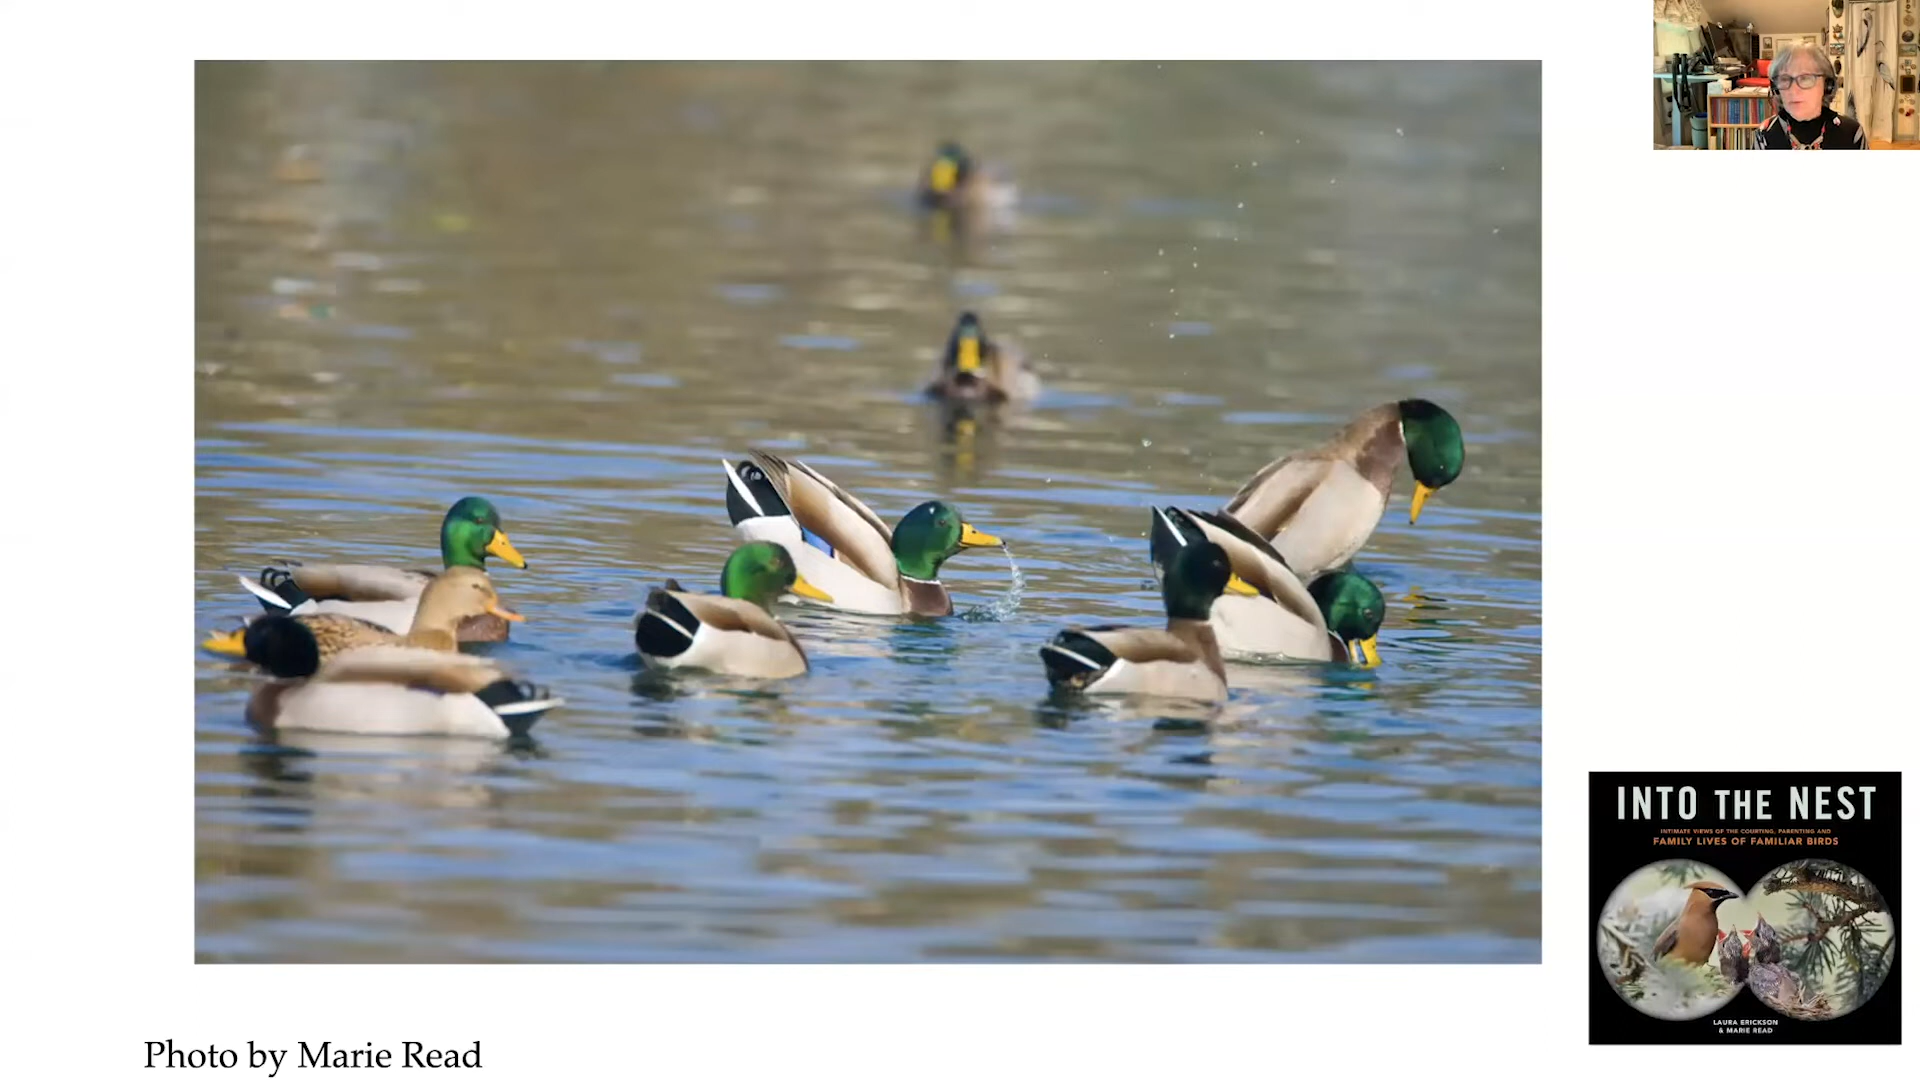 INTO THE NEST
INTIMATE VIEWS OF THE COURTING, PARENTING AND
FAMILY LIVES OF FAMILIAR BIRDS
LAURA ERICKSON
& MARIE READ
Photo by Marie Read